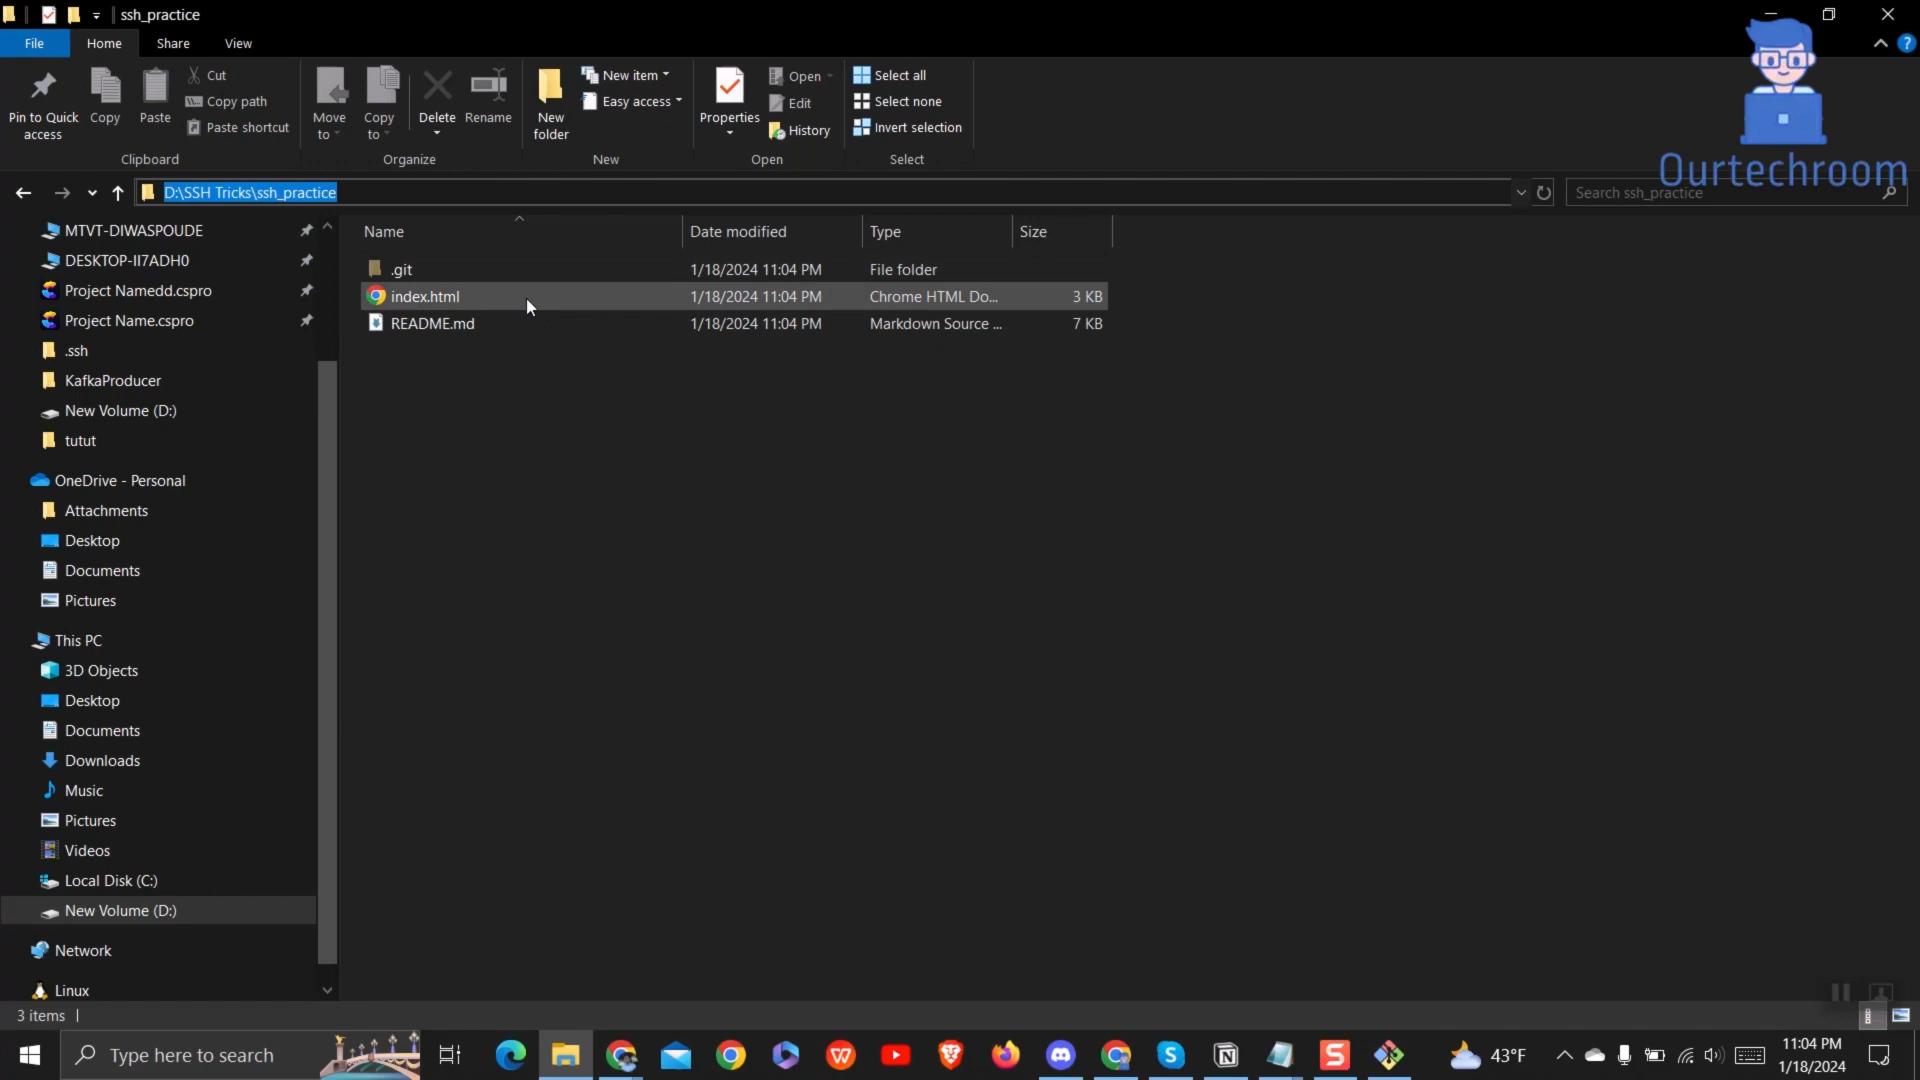 ssh_practice
File
Home
Share
View
Pin to Quick access
Copy
Paste
Cut
Copy path
Paste shortcut
Clipboard
Move to
Copy to
Delete
Rename
Organize
New folder
New item
Easy access
New
Properties
Open
Edit
History
Open
Select all
Select none
Invert selection
Select
Ourtechroom
D:\SSH Tricks\ssh_practice
Search ssh_practice
Name
Date modified
Type
Size
.git
1/18/2024 11:04 PM
File folder
index.html
1/18/2024 11:04 PM
Chrome HTML Do...
3 KB
README.md
1/18/2024 11:04 PM
Markdown Source ...
7 KB
MTVT-DIWASPOUDE
DESKTOP-II7ADH0
Project Namedd.cspro
Project Name.cspro
.ssh
KafkaProducer
New Volume (D:)
tutut
OneDrive - Personal
Attachments
Desktop
Documents
Pictures
This PC
3D Objects
Desktop
Documents
Downloads
Music
Pictures
Videos
Local Disk (C:)
New Volume (D:)
Network
Linux
3 items
Type here to search
43°F
11:04 PM
1/18/2024